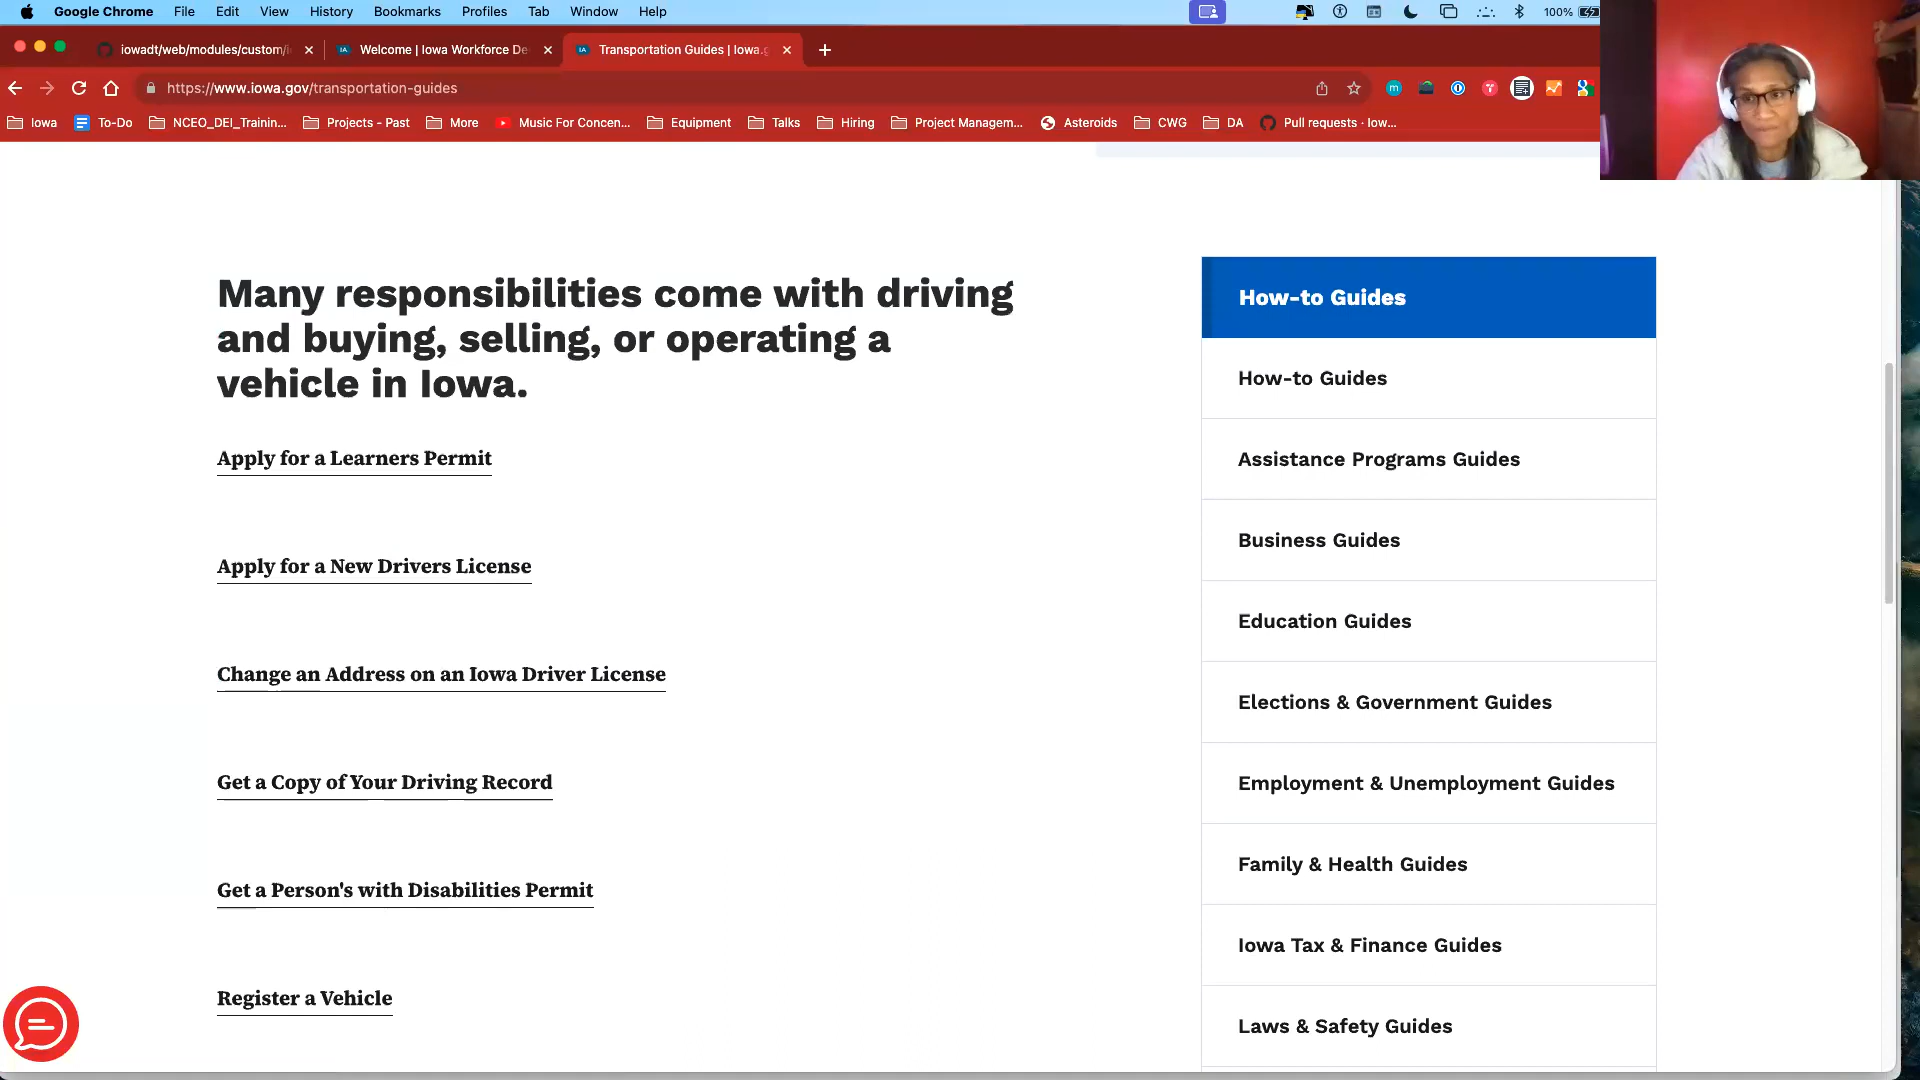 Google Chrome File Edit View History Bookmarks Profiles Tab Window Help 100%
iowadt/web/modules/custom/i Welcome | Iowa Workforce De Transportation Guides | Iowa.g
https://www.iowa.gov/transportation-guides
Iowa To-Do NCEO_DEI_Trainin... Projects - Past More Music For Concen... Equipment Talks Hiring Project Managem... Asteroids CWG DA Pull requests · Iow...
Many responsibilities come with driving
and buying, selling, or operating a
vehicle in Iowa.
Apply for a Learners Permit
Apply for a New Drivers License
Change an Address on an Iowa Driver License
Get a Copy of Your Driving Record
Get a Person's with Disabilities Permit
Register a Vehicle
How-to Guides
How-to Guides
Assistance Programs Guides
Business Guides
Education Guides
Elections & Government Guides
Employment & Unemployment Guides
Family & Health Guides
Iowa Tax & Finance Guides
Laws & Safety Guides